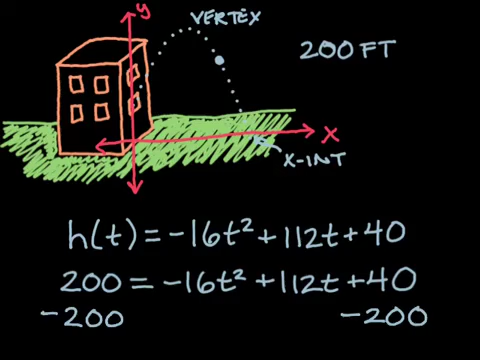 y
VERTEX
200 FT
X
X-INT
h(t) = -16t² + 112t + 40
200 = -16t² + 112t + 40
-200 -200